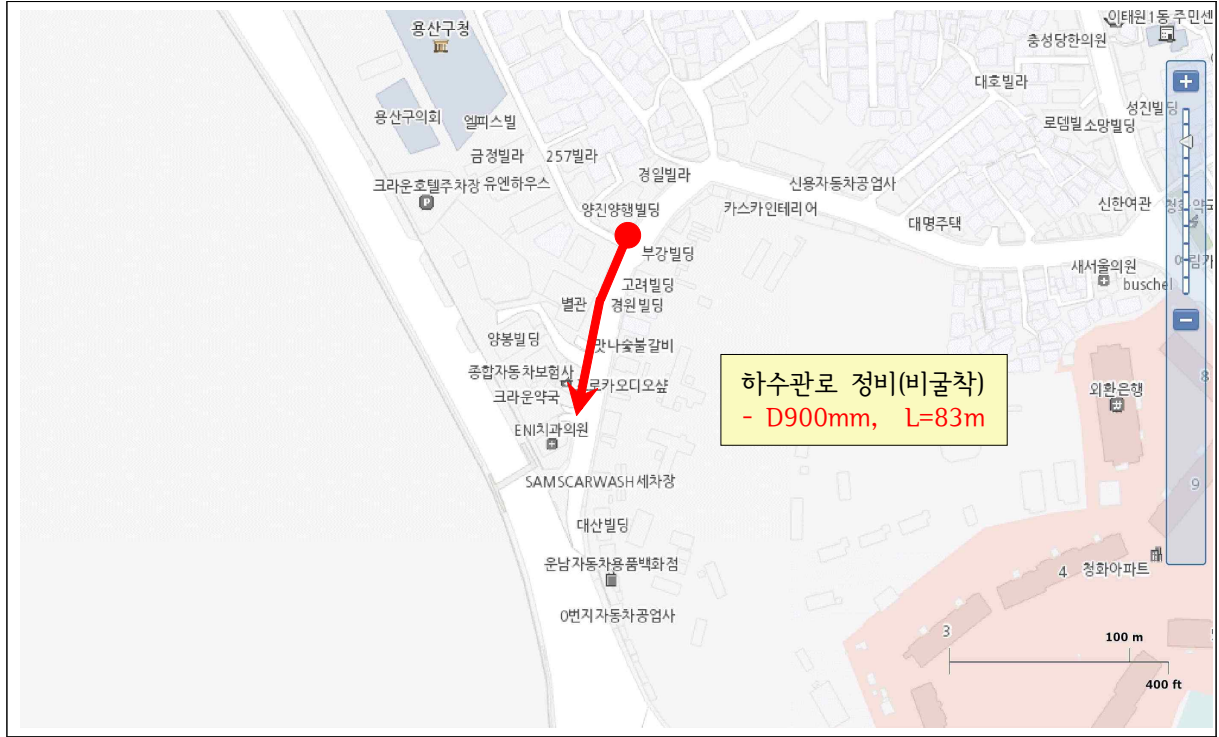 용산구청
이태원1동 주민센
충성당한의원
대호빌라
성진빌딩
용산구의회
엘피스빌
로뎀빌
소망빌딩
금정빌라
257빌라
크라운호텔주차장
유엔하우스
경일빌라
신용자동차공업사
양진양행빌딩
카스카인테리어
대명주택
신한여관
부강빌딩
새서울의원
고려빌딩
buschel
별관
경원빌딩
양봉빌딩
맛나숯불갈비
종합자동차보험사
로카오디오샾
크라운약국
하수관로 정비(비굴착)
- D900mm, L=83m
외환은행
8
ENI치과의원
SAMSCARWASH세차장
9
대산빌딩
운남자동차용품백화점
4
청화아파트
0번지자동차공업사
3
100 m
400 ft